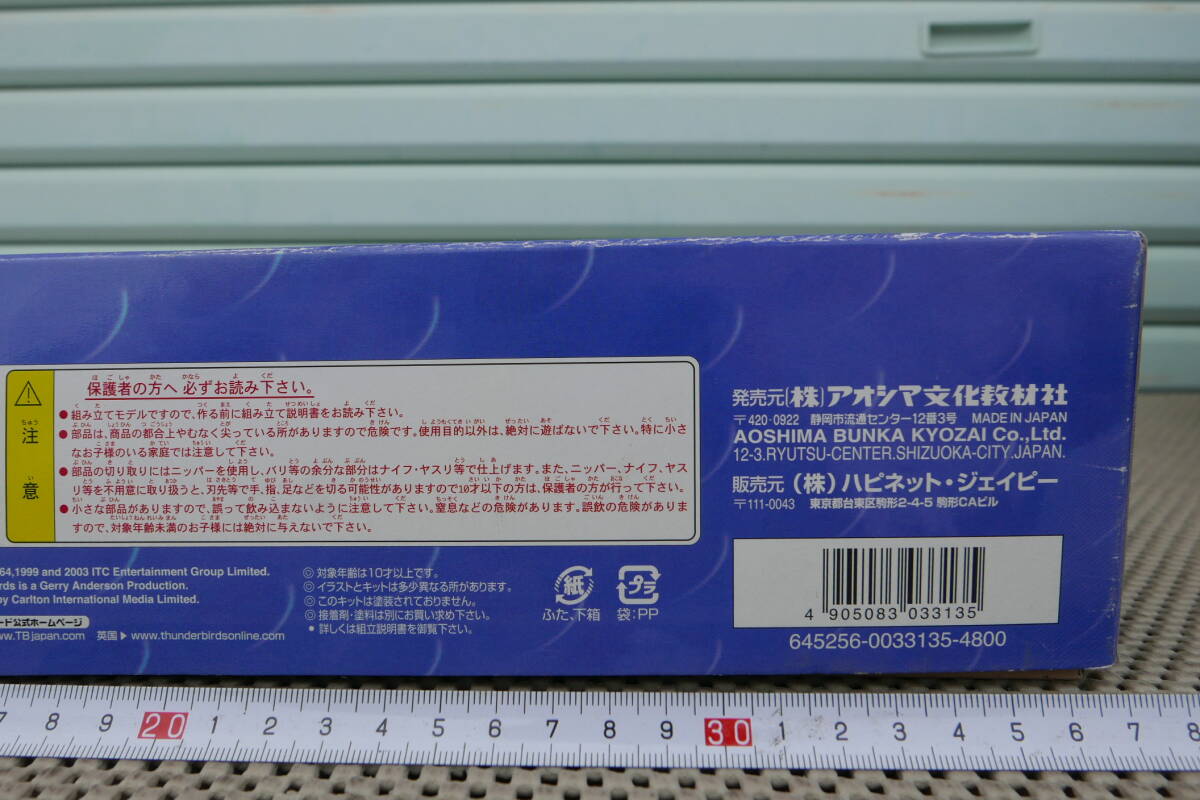 注意
保護者の方へ 必ずお読み下さい。
●組み立てモデルですので、作る前に組み立て説明書をお読み下さい。
●部品は、商品の都合上やむなく尖っている所がありますので危険です。使用目的以外は、絶対に遊ばないで下さい。特に小さ
なお子様のいる家庭では注意して下さい。
●部品の切り取りにはニッパーを使用し、バリ等の余分な部分はナイフ・ヤスリ等で仕上げます。また、ニッパー、ナイフ、ヤス
リ等を不用意に取り扱うと、刃先等で手、指、足などを切る可能性がありますので10才以下の方は、保護者の方が行って下さい。
●小さな部品がありますので、誤って飲み込まないように注意して下さい。窒息などの危険があります。誤飲の危険がありま
すので、対象年齢未満のお子様には絶対に与えないで下さい。
64,1999 and 2003 ITC Entertainment Group Limited.
rds is a Gerry Anderson Production.
by Carlton International Media Limited.
ード公式ホームページ
www.TBjapan.com 英国▶www.thunderbirdsonline.com
◎対象年齢は10才以上です。
◎イラストとキットは多少異なる所があります。
◎このキットは塗装されておりません。
◎接着剤・塗料は別にお買い求め下さい。
●詳しくは組立説明書を御覧下さい。
紙
ふた、下箱
プラ
袋:PP
発売元(株)アオシマ文化教材社
〒420-0922 静岡市流通センター12番3号 MADE IN JAPAN
AOSHIMA BUNKA KYOZAI Co.,Ltd.
12-3.RYUTSU-CENTER.SHIZUOKA-CITY.JAPAN.
販売元 (株)ハピネット・ジェイピー
〒111-0043 東京都台東区駒形2-4-5 駒形CAビル
4 905083 033135
645256-0033135-4800
7 8 9 20 1 2 3 4 5 6 7 8 9 30 1 2 3 4 5 6 7 8